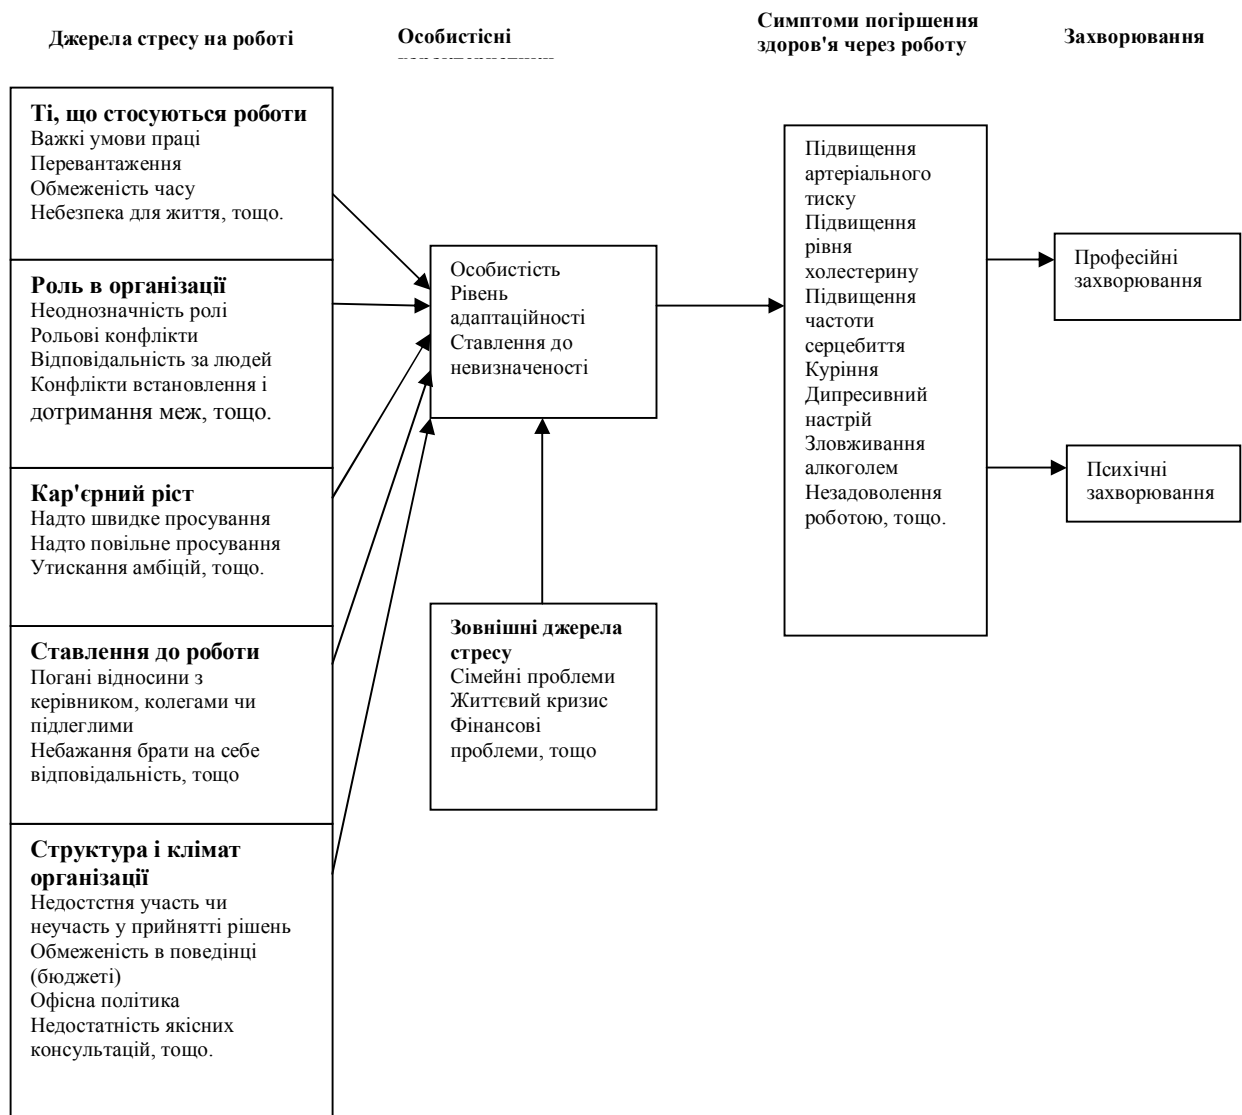 Джерела стресу на роботі
Особистісні
Симптоми погіршення
здоров'я через роботу
Захворювання
Ті, що стосуються роботи
Важкі умови праці
Перевантаження
Обмеженість часу
Небезпека для життя, тощо.
Роль в організації
Неоднозначність ролі
Рольові конфлікти
Відповідальність за людей
Конфлікти встановлення і
дотримання меж, тощо.
Кар'єрний ріст
Надто швидке просування
Надто повільне просування
Утискання амбіцій, тощо.
Ставлення до роботи
Погані відносини з
керівником, колегами чи
підлеглими
Небажання брати на себе
відповідальність, тощо
Структура і клімат
організації
Недостстня участь чи
неучасть у прийнятті рішень
Обмеженість в поведінці
(бюджеті)
Офісна політика
Недостатність якісних
консультацій, тощо.
Особистість
Рівень
адаптаційності
Ставлення до
невизначеності
Зовнішні джерела
стресу
Сімейні проблеми
Життєвий кризис
Фінансові
проблеми, тощо
Підвищення
артеріального
тиску
Підвищення
рівня
холестерину
Підвищення
частоти
серцебиття
Куріння
Дипресивний
настрій
Зловживання
алкоголем
Незадоволення
роботою, тощо.
Професійні
захворювання
Психічні
захворювання